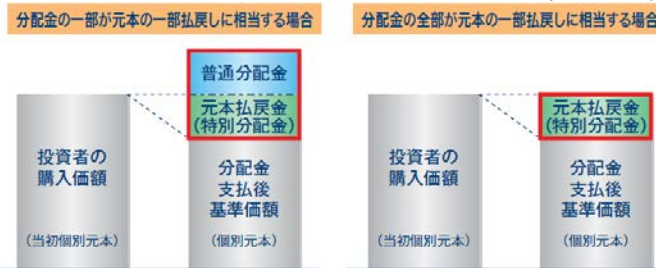 分配金の一部が元本の一部払戻しに相当する場合
普通分配金
元本払戻金
(特別分配金)
投資者の
購入価額
(当初個別元本)
分配金
支払後
基準価額
(個別元本)
分配金の全部が元本の一部払戻しに相当する場合
元本払戻金
(特別分配金)
投資者の
購入価額
(当初個別元本)
分配金
支払後
基準価額
(個別元本)